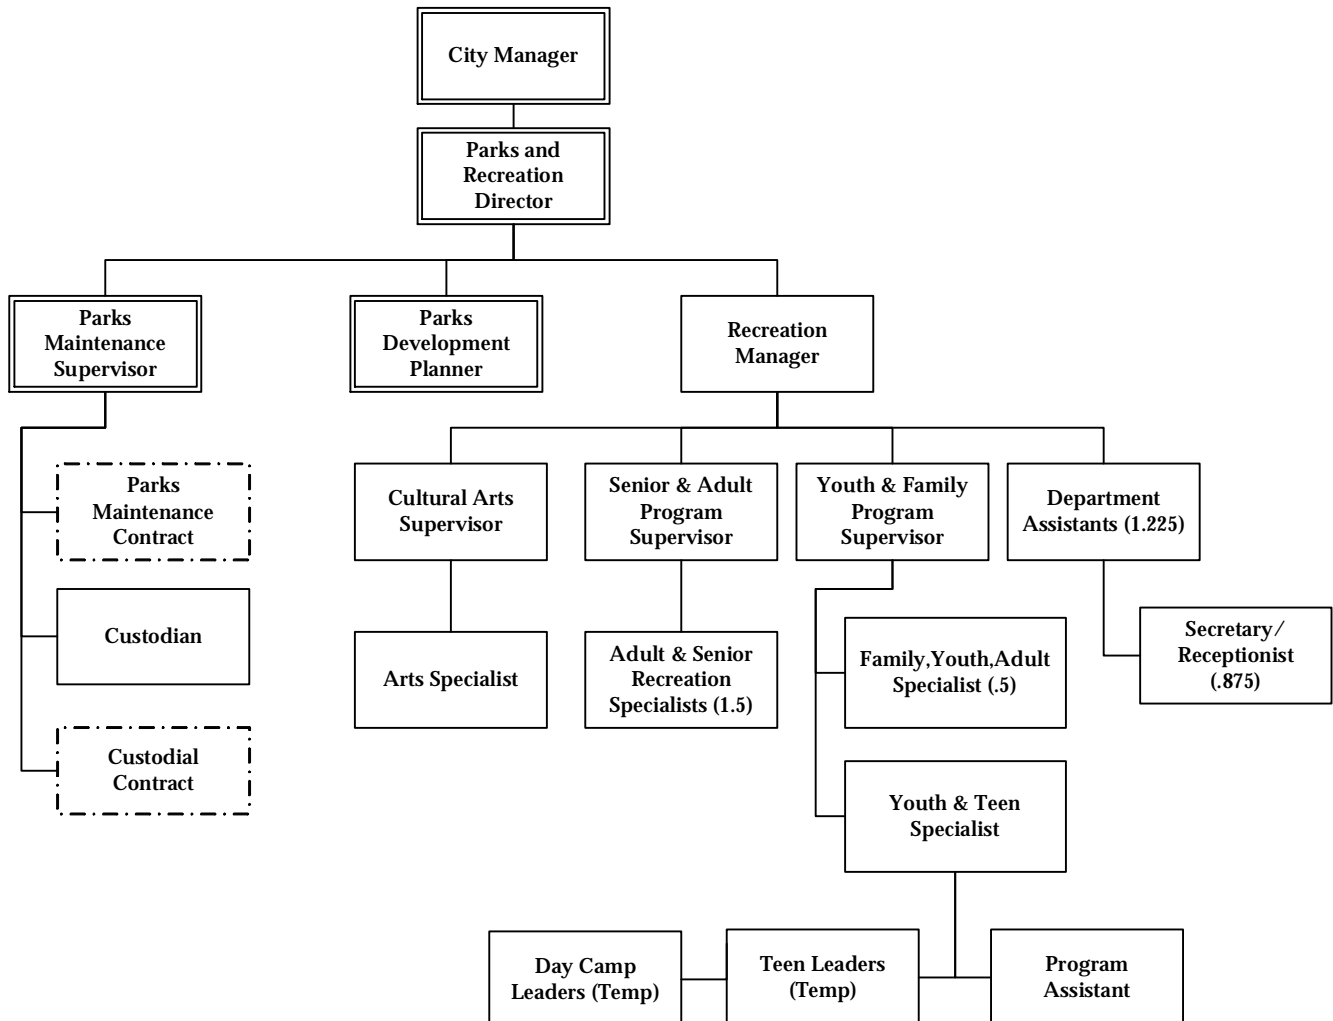 City Manager
Parks and
Recreation
Director
Parks
Maintenance
Supervisor
Parks
Development
Planner
Recreation
Manager
Parks
Maintenance
Contract
Cultural Arts
Supervisor
Senior & Adult
Program
Supervisor
Youth & Family
Program
Supervisor
Department
Assistants (1.225)
Custodian
Arts Specialist
Adult & Senior
Recreation
Specialists (1.5)
Family,Youth,Adult
Specialist (.5)
Secretary/
Receptionist
(.875)
Custodial
Contract
Youth & Teen
Specialist
Day Camp
Leaders (Temp)
Teen Leaders
(Temp)
Program
Assistant